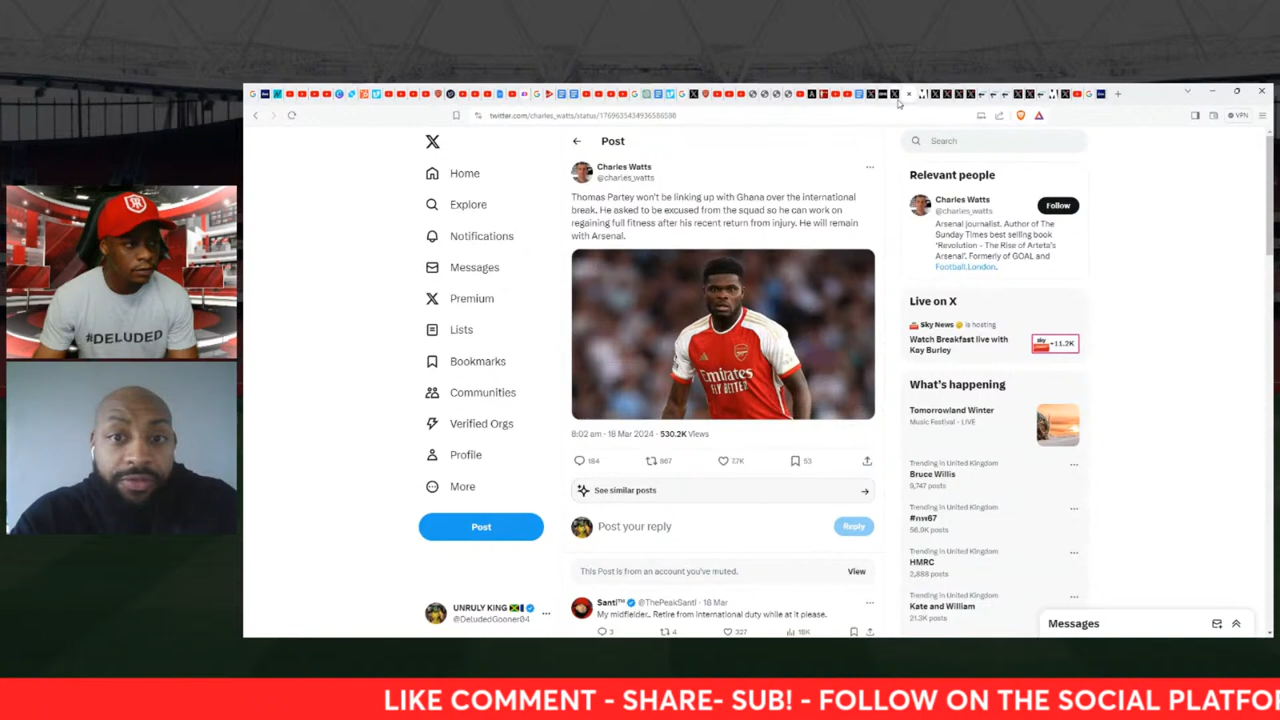 twitter.com/charles_watts/status/1769635434936586508
Home
Explore
Notifications
Messages
Premium
Lists
Bookmarks
Communities
Verified Orgs
Profile
More
Post
UNRULY KING
@DeludedGooner04
Post
Charles Watts
@charles_watts
Thomas Partey won't be linking up with Ghana over the international
break. He asked to be excused from the squad so he can work on
regaining full fitness after his recent return from injury. He will remain
with Arsenal.
Emirates
FLY BETTER
8:02 am · 18 Mar 2024 · 530.2K Views
184 867 7.7K 53
See similar posts
Post your reply
Reply
This Post is from an account you've muted.
View
Santi™ @ThePeakSanti · 18 Mar
My midfielder.. Retire from international duty while at it please.
3 4 327 18K
VPN
Search
Relevant people
Charles Watts
@charles_watts
Follow
Arsenal journalist. Author of The
Sunday Times best selling book
'Revolution - The Rise of Arteta's
Arsenal'. Formerly of GOAL and
Football.London.
Live on X
Sky News is hosting
Watch Breakfast live with
Kay Burley
sky
+11.2K
What's happening
Tomorrowland Winter
Music Festival · LIVE
Trending in United Kingdom
Bruce Willis
9,747 posts
Trending in United Kingdom
56.9K posts
Trending in United Kingdom
HMRC
2,888 posts
Trending in United Kingdom
Kate and William
21.3K posts
Messages
#DELUDED
LIKE COMMENT - SHARE- SUB! - FOLLOW ON THE SOCIAL PLATFO